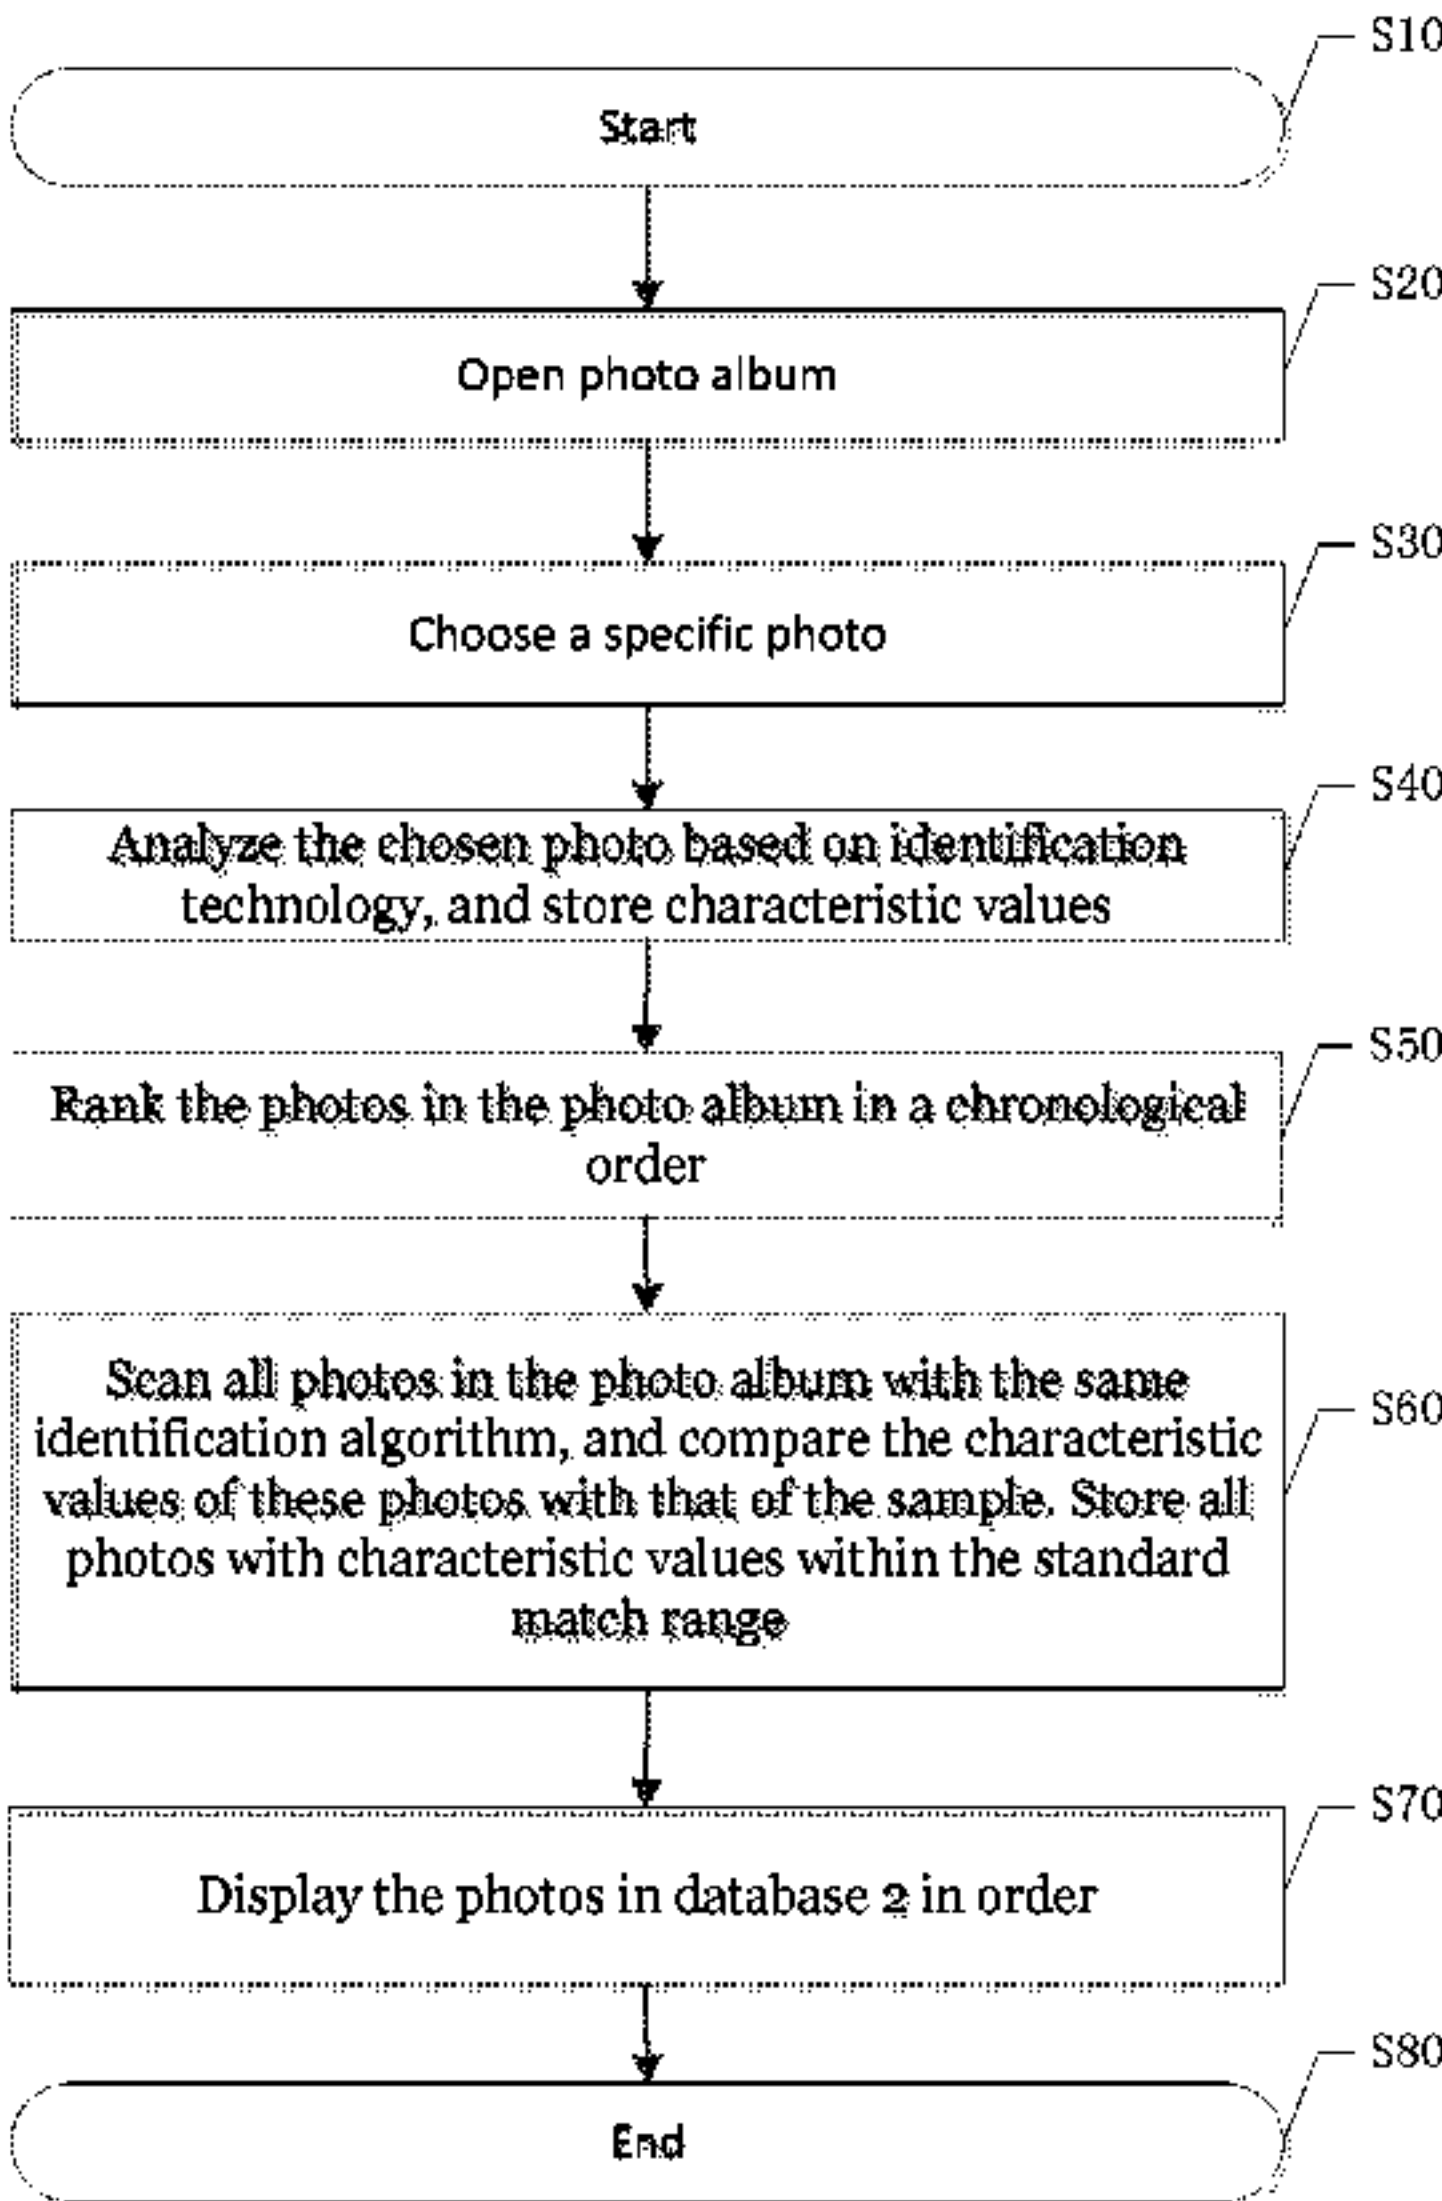 S10
Start
S20
Open photo album
S30
Choose a specific photo
S40
Analyze the chosen photo based on identification
technology, and store characteristic values
S50
Rank the photos in the photo album in a chronological
order
Scan all photos in the photo album with the same
identification algorithm, and compare the characteristic
S60
values of these photos with that of the sample. Store all
photos with characteristic values within the standard
match range
S70
Display the photos in database 2 in order
S80
End